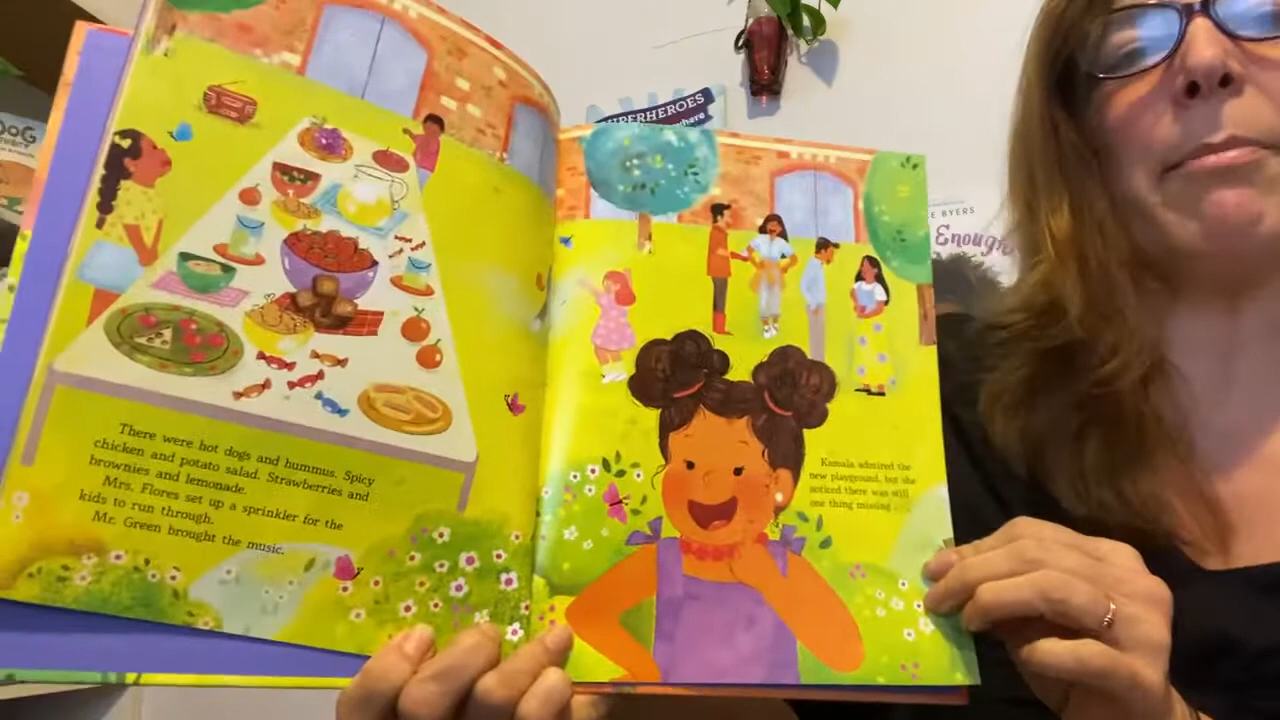 DOG
SUPERHEROES
E BYERS
Enough
There were hot dogs and hummus. Spicy
chicken and potato salad. Strawberries and
brownies and lemonade.
Mrs. Flores set up a sprinkler for the
kids to run through.
Mr. Green brought the music.
Kamala admired the
new playground, but she
noticed there was still
one thing missing . . .